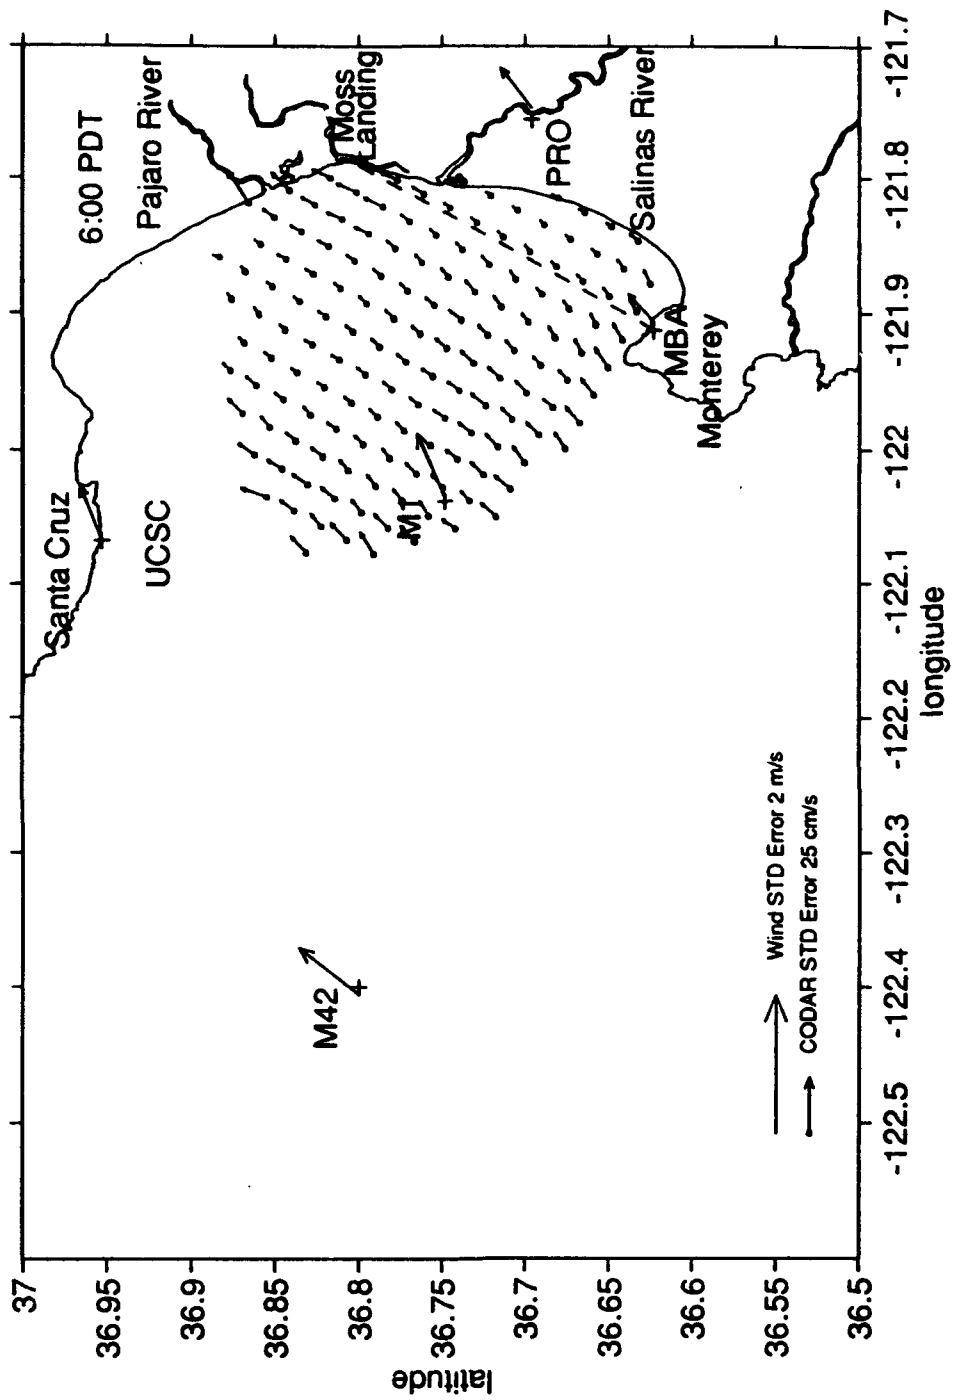 6:00 PDT
Santa Cruz
UCSC
Pajaro River
Moss
Landing
M42
M1
PRO
Salinas River
MBA
Monterey
Wind STD Error 2 m/s
CODAR STD Error 25 cm/s
latitude
37
36.95
36.9
36.85
36.8
36.75
36.7
36.65
36.6
36.55
36.5
-122.5
-122.4
-122.3
-122.2
-122.1
-122
-121.9
-121.8
-121.7
longitude